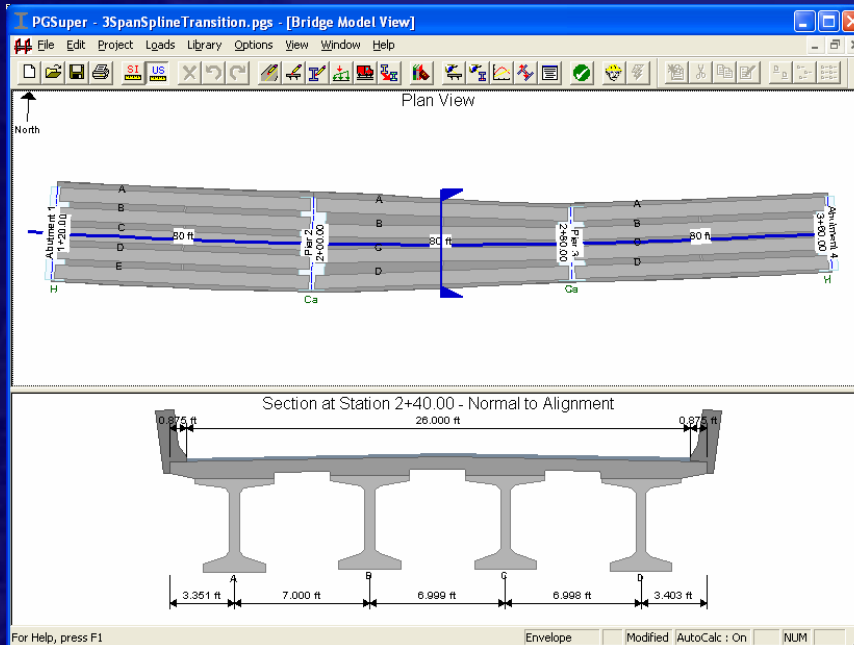 PGSuper - 3SpanSplineTransition.pgs - [Bridge Model View]
File Edit Project Loads Library Options View Window Help
SI US
Plan View
North
A A A
B B B
C C
D D D
E
80 ft 80 ft 80 ft
Abutment 1
1+20.00
Pier 2
2+00.00
Pier 3
2+80.00
Abutment 4
3+60.00
H Ca Ca H
Section at Station 2+40.00 - Normal to Alignment
0.875 ft 26.000 ft 0.875 ft
A B C D
3.351 ft 7.000 ft 6.999 ft 6.998 ft 3.403 ft
For Help, press F1 Envelope Modified AutoCalc : On NUM